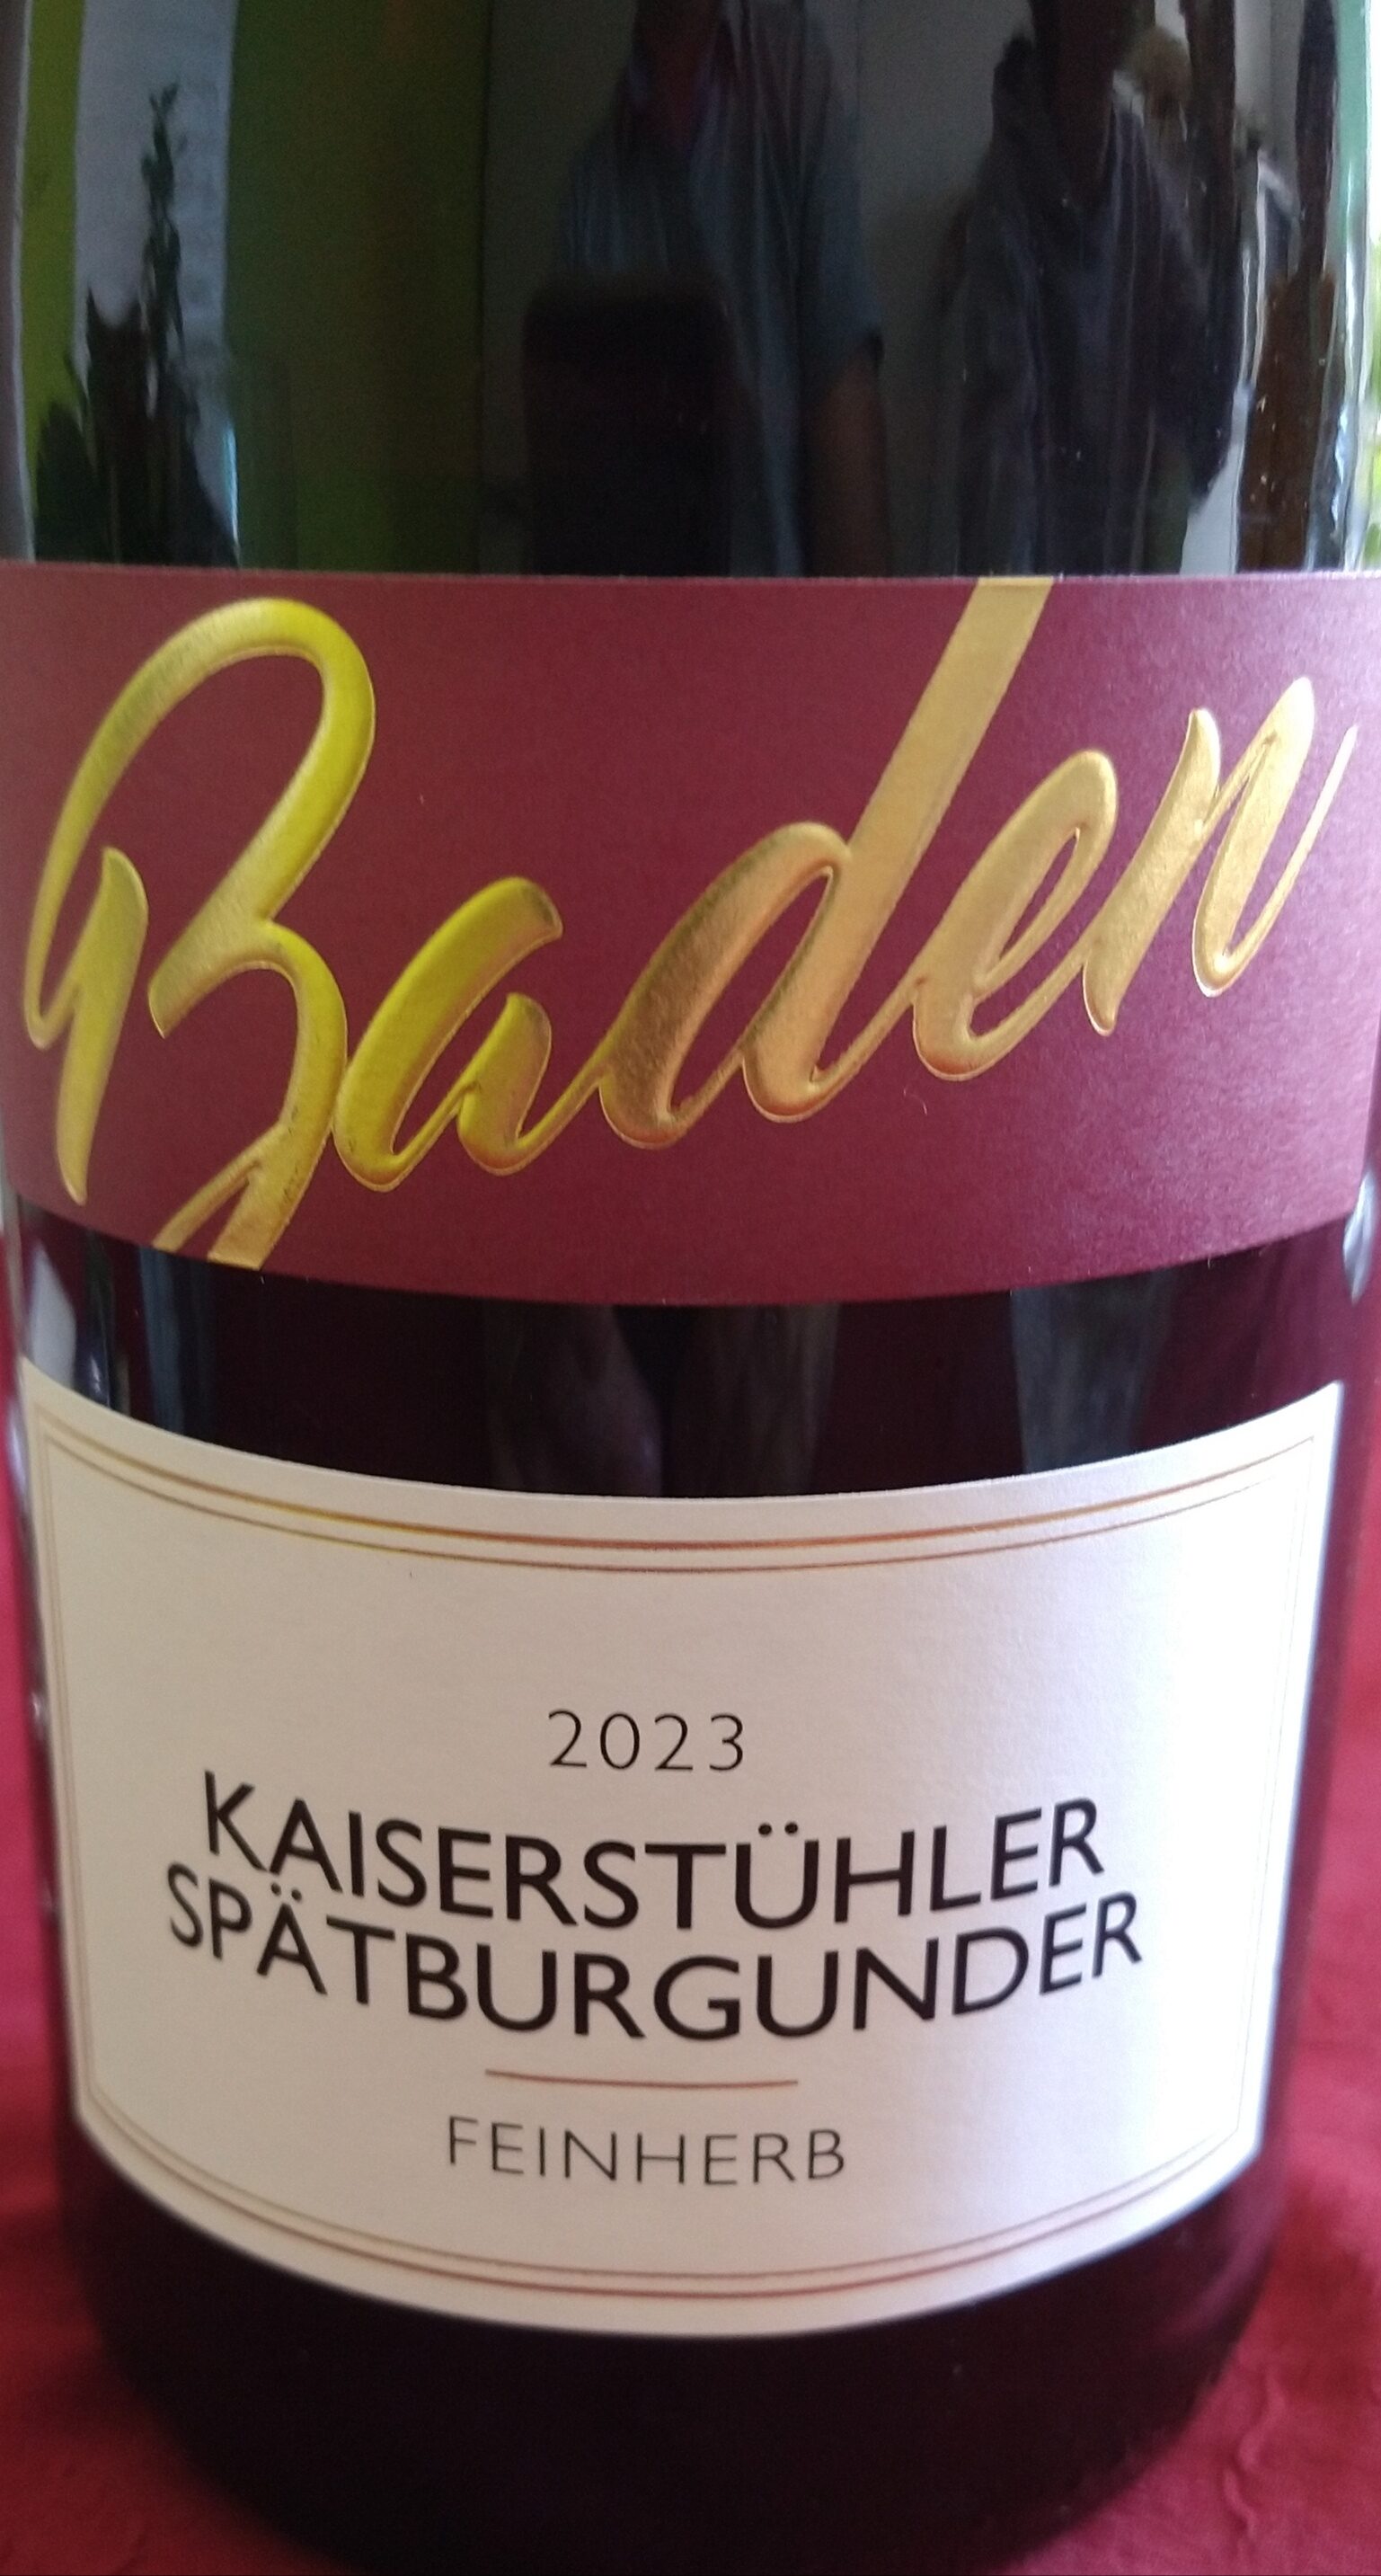 Baden
2023
KAISERSTÜHLER
SPÄTBURGUNDER
FEINHERB